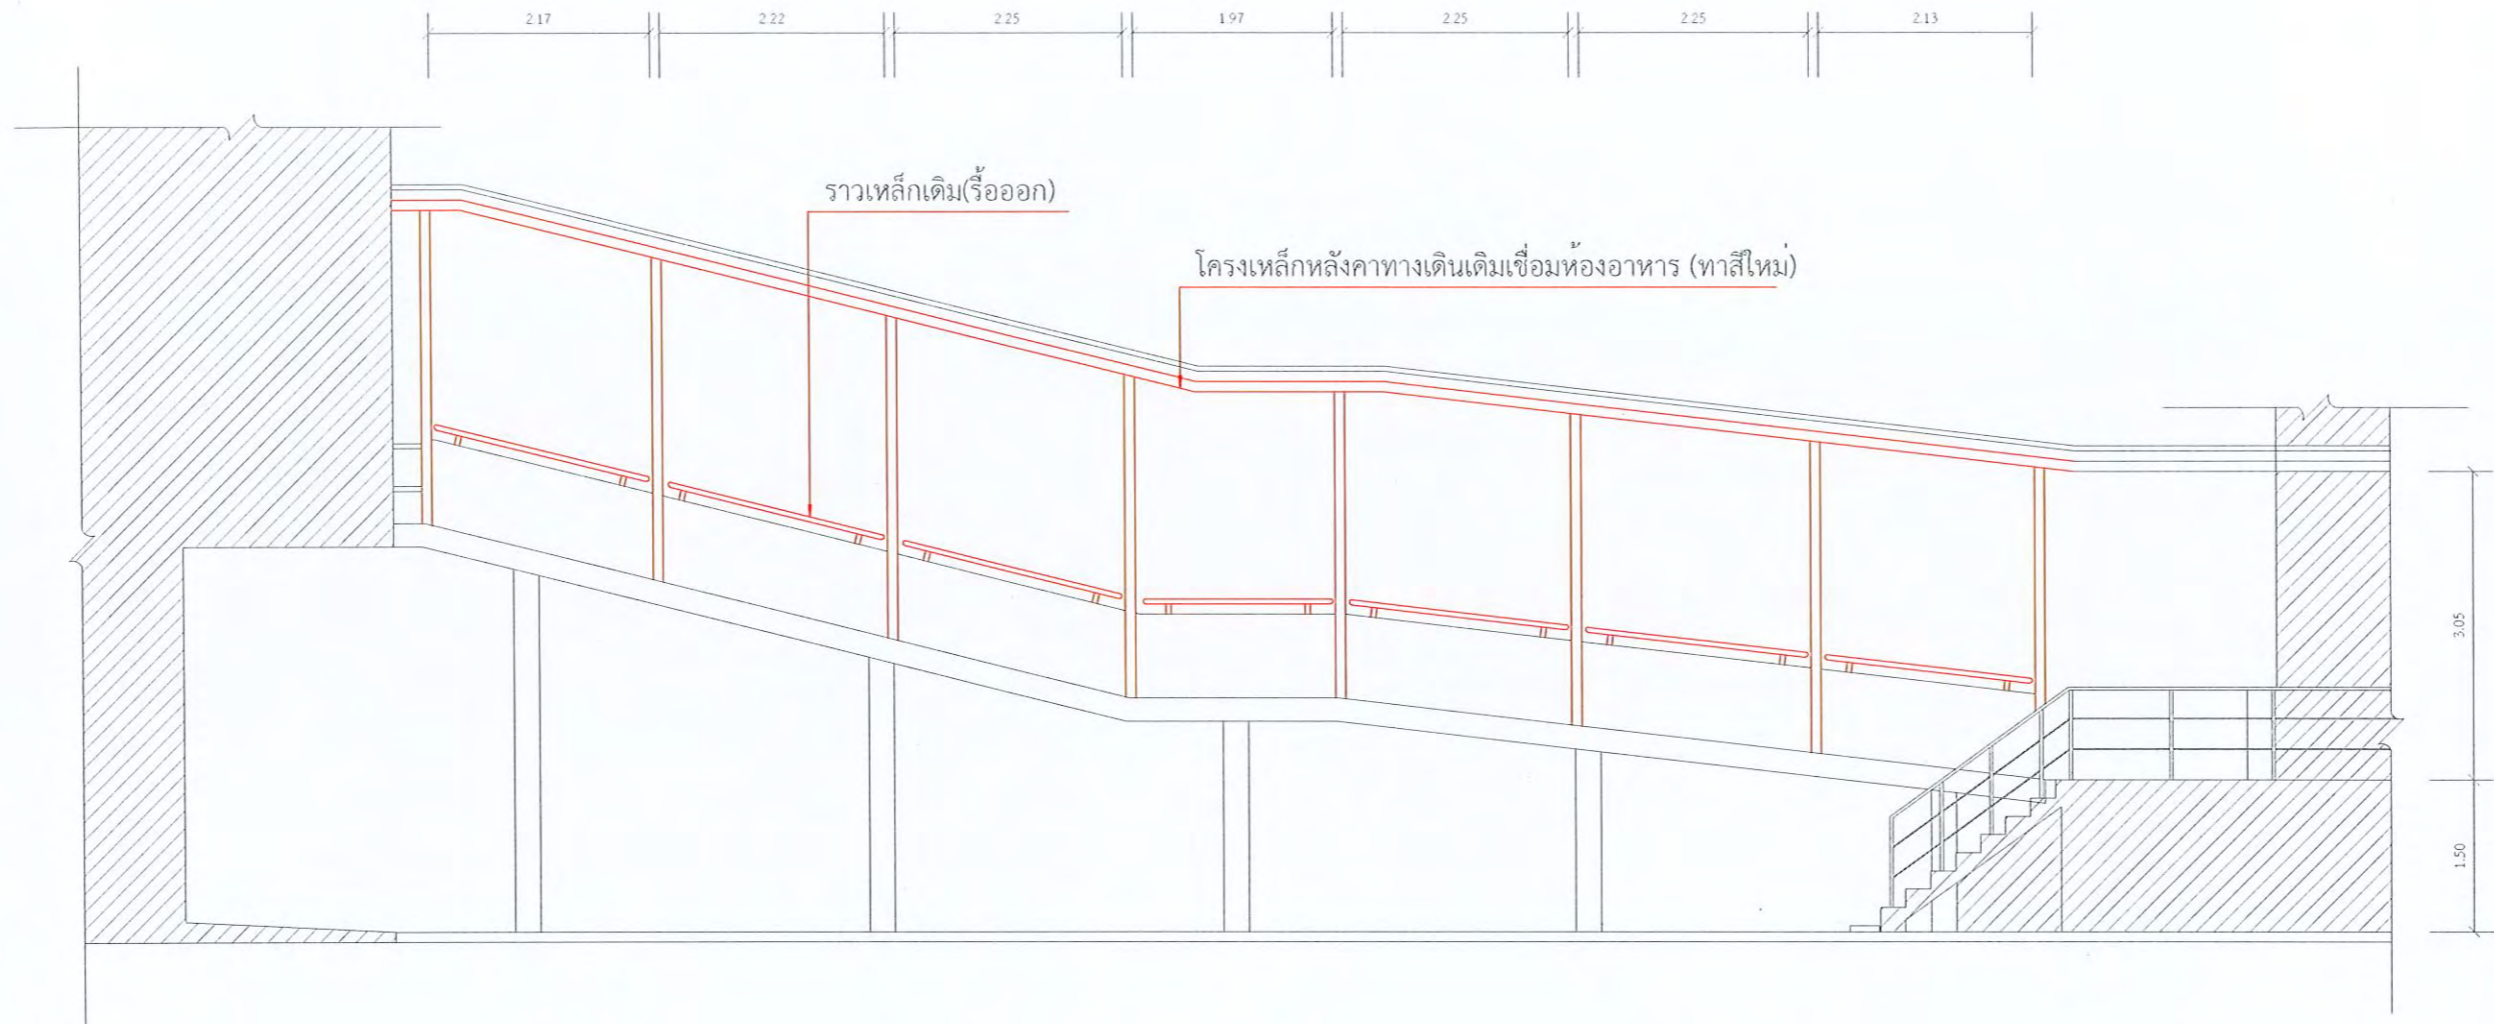 2.17 2.22 2.25 1.97 2.25 2.25 2.13
ราวเหล็กเดิม(รื้อออก)
โครงเหล็กหลังคาทางเดินเดิมเชื่อมห้องอาหาร (ทาสีใหม่)
3.05
1.50